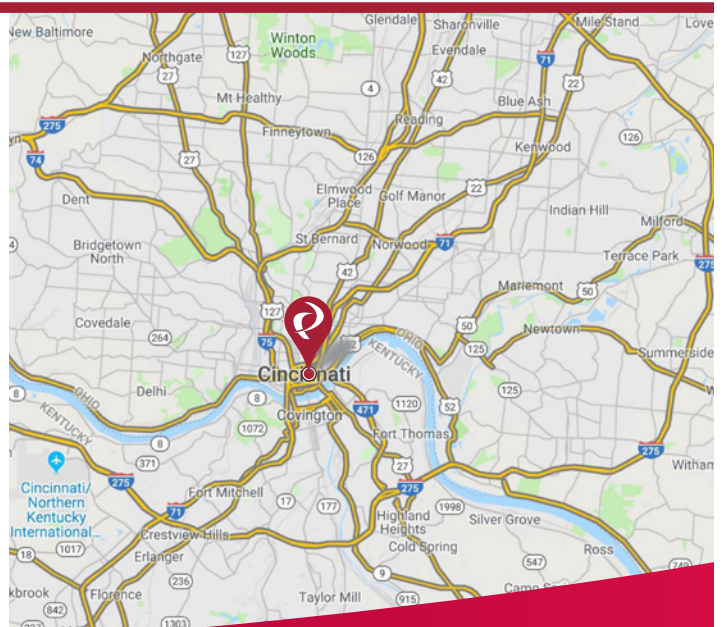 Glendale
Sharonville
Mile Stand
Love
New Baltimore
Winton
Woods
127
Evendale
71
Northgate
27
42
22
4
Mt Healthy
Blue Ash
275
Reading
Finneytown
126
126
Kenwood
74
27
Elmwood
Place
Golf Manor
22
Dent
Indian Hill
Milford
St Bernard
Norwood
71
Bridgetown
North
42
Terrace Park
275
Mariemont
50
127
Covedale
264
75
OHIO
50
Newtown
KENTUCKY
125
Summerside
Cincinnati
8
Delhi
8
125
OHIO
KENTUCKY
Covington
471
1120
52
8
1072
Fort Thomas
371
27
275
Witham
Cincinnati/
Northern
Kentucky
International...
275
Fort Mitchell
275
71
17
177
1998
Highland
Heights
Silver Grove
Crestview Hills
Cold Spring
Ross
18
1017
Erlanger
547
749
9
kbrook
Florence
236
842
Taylor Mill
915
1303